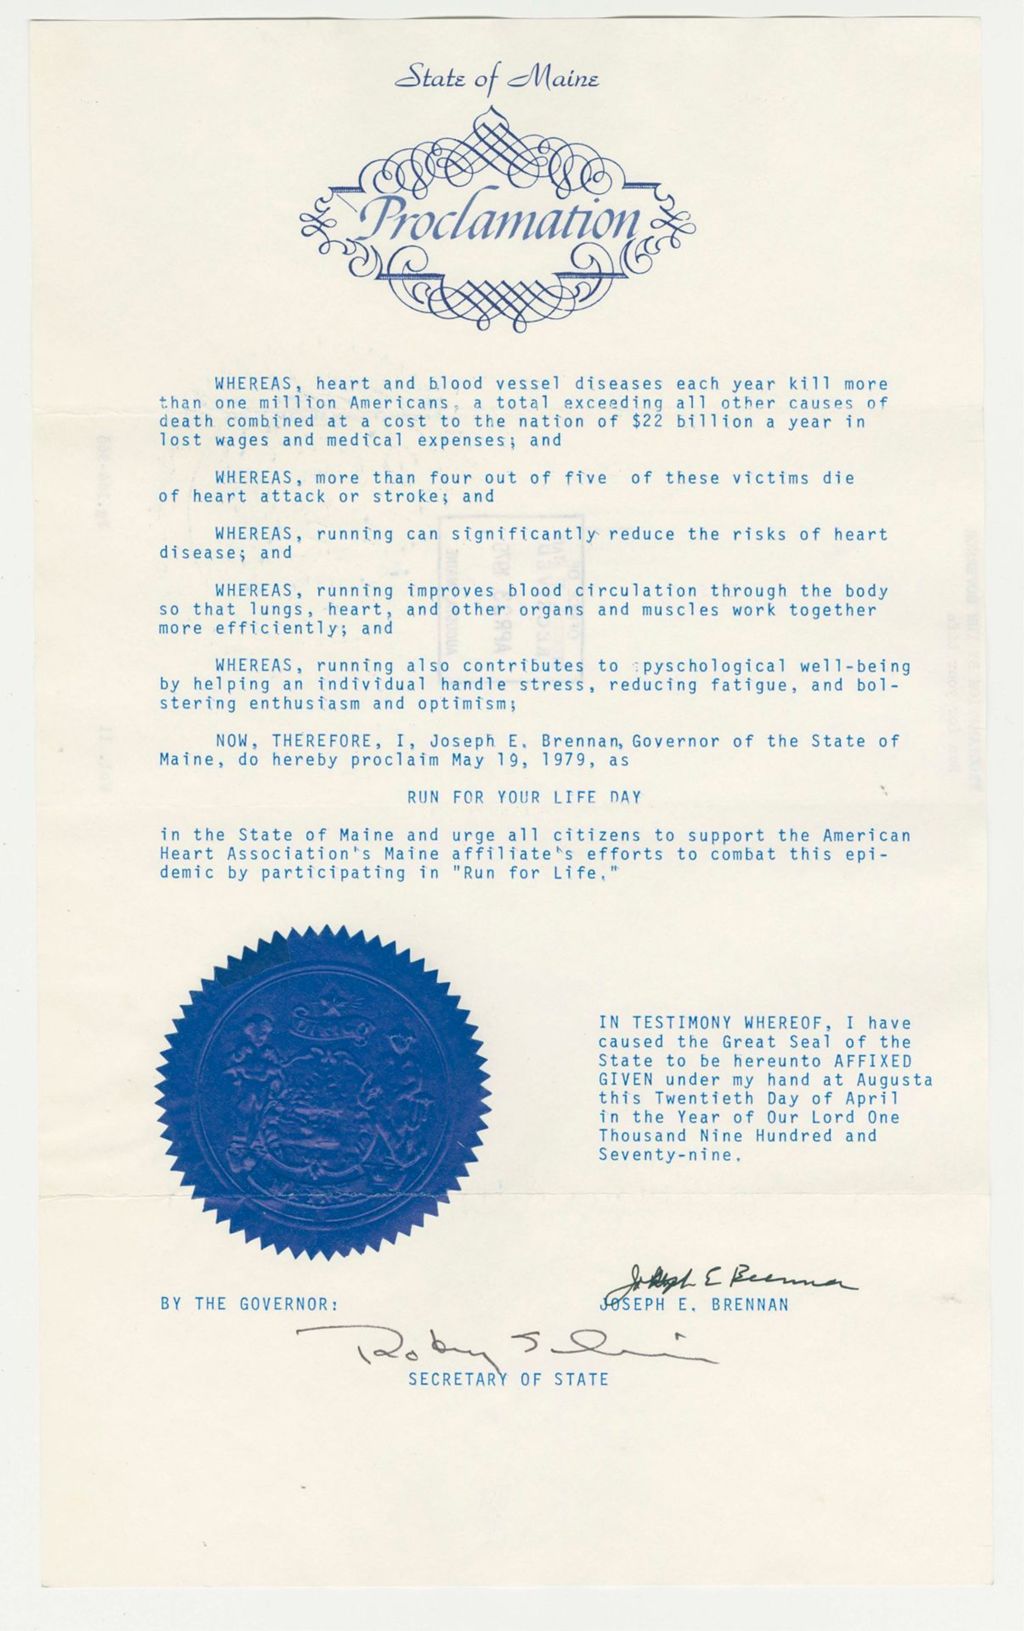 State of Maine
Proclamation
WHEREAS, heart and blood vessel diseases each year kill more
than one million Americans, a total exceeding all other causes of
death combined at a cost to the nation of $22 billion a year in
lost wages and medical expenses; and
WHEREAS, more than four out of five of these victims die
of heart attack or stroke; and
WHEREAS, running can significantly reduce the risks of heart
disease; and
WHEREAS, running improves blood circulation through the body
so that lungs, heart, and other organs and muscles work together
more efficiently; and
WHEREAS, running also contributes to pyschological well-being
by helping an individual handle stress, reducing fatigue, and bol-
stering enthusiasm and optimism;
NOW, THEREFORE, I, Joseph E. Brennan, Governor of the State of
Maine, do hereby proclaim May 19, 1979, as
RUN FOR YOUR LIFE DAY
in the State of Maine and urge all citizens to support the American
Heart Association's Maine affiliate's efforts to combat this epi-
demic by participating in "Run for Life."
IN TESTIMONY WHEREOF, I have
caused the Great Seal of the
State to be hereunto AFFIXED
GIVEN under my hand at Augusta
this Twentieth Day of April
in the Year of Our Lord One
Thousand Nine Hundred and
Seventy-nine.
Joseph E Brennan
BY THE GOVERNOR:
JOSEPH E. BRENNAN
SECRETARY OF STATE